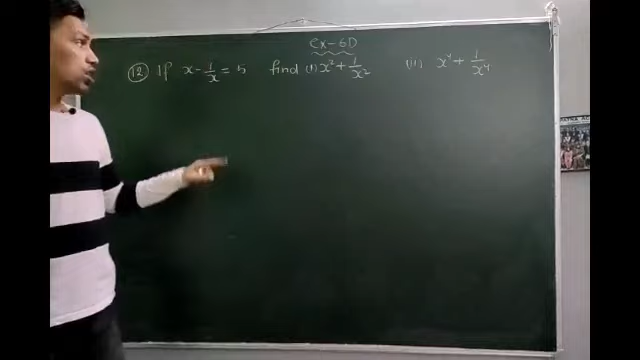 Ex-6D
(12) If x - 1/x = 5 find (i) x² + 1/x² (ii) x⁴ + 1/x⁴